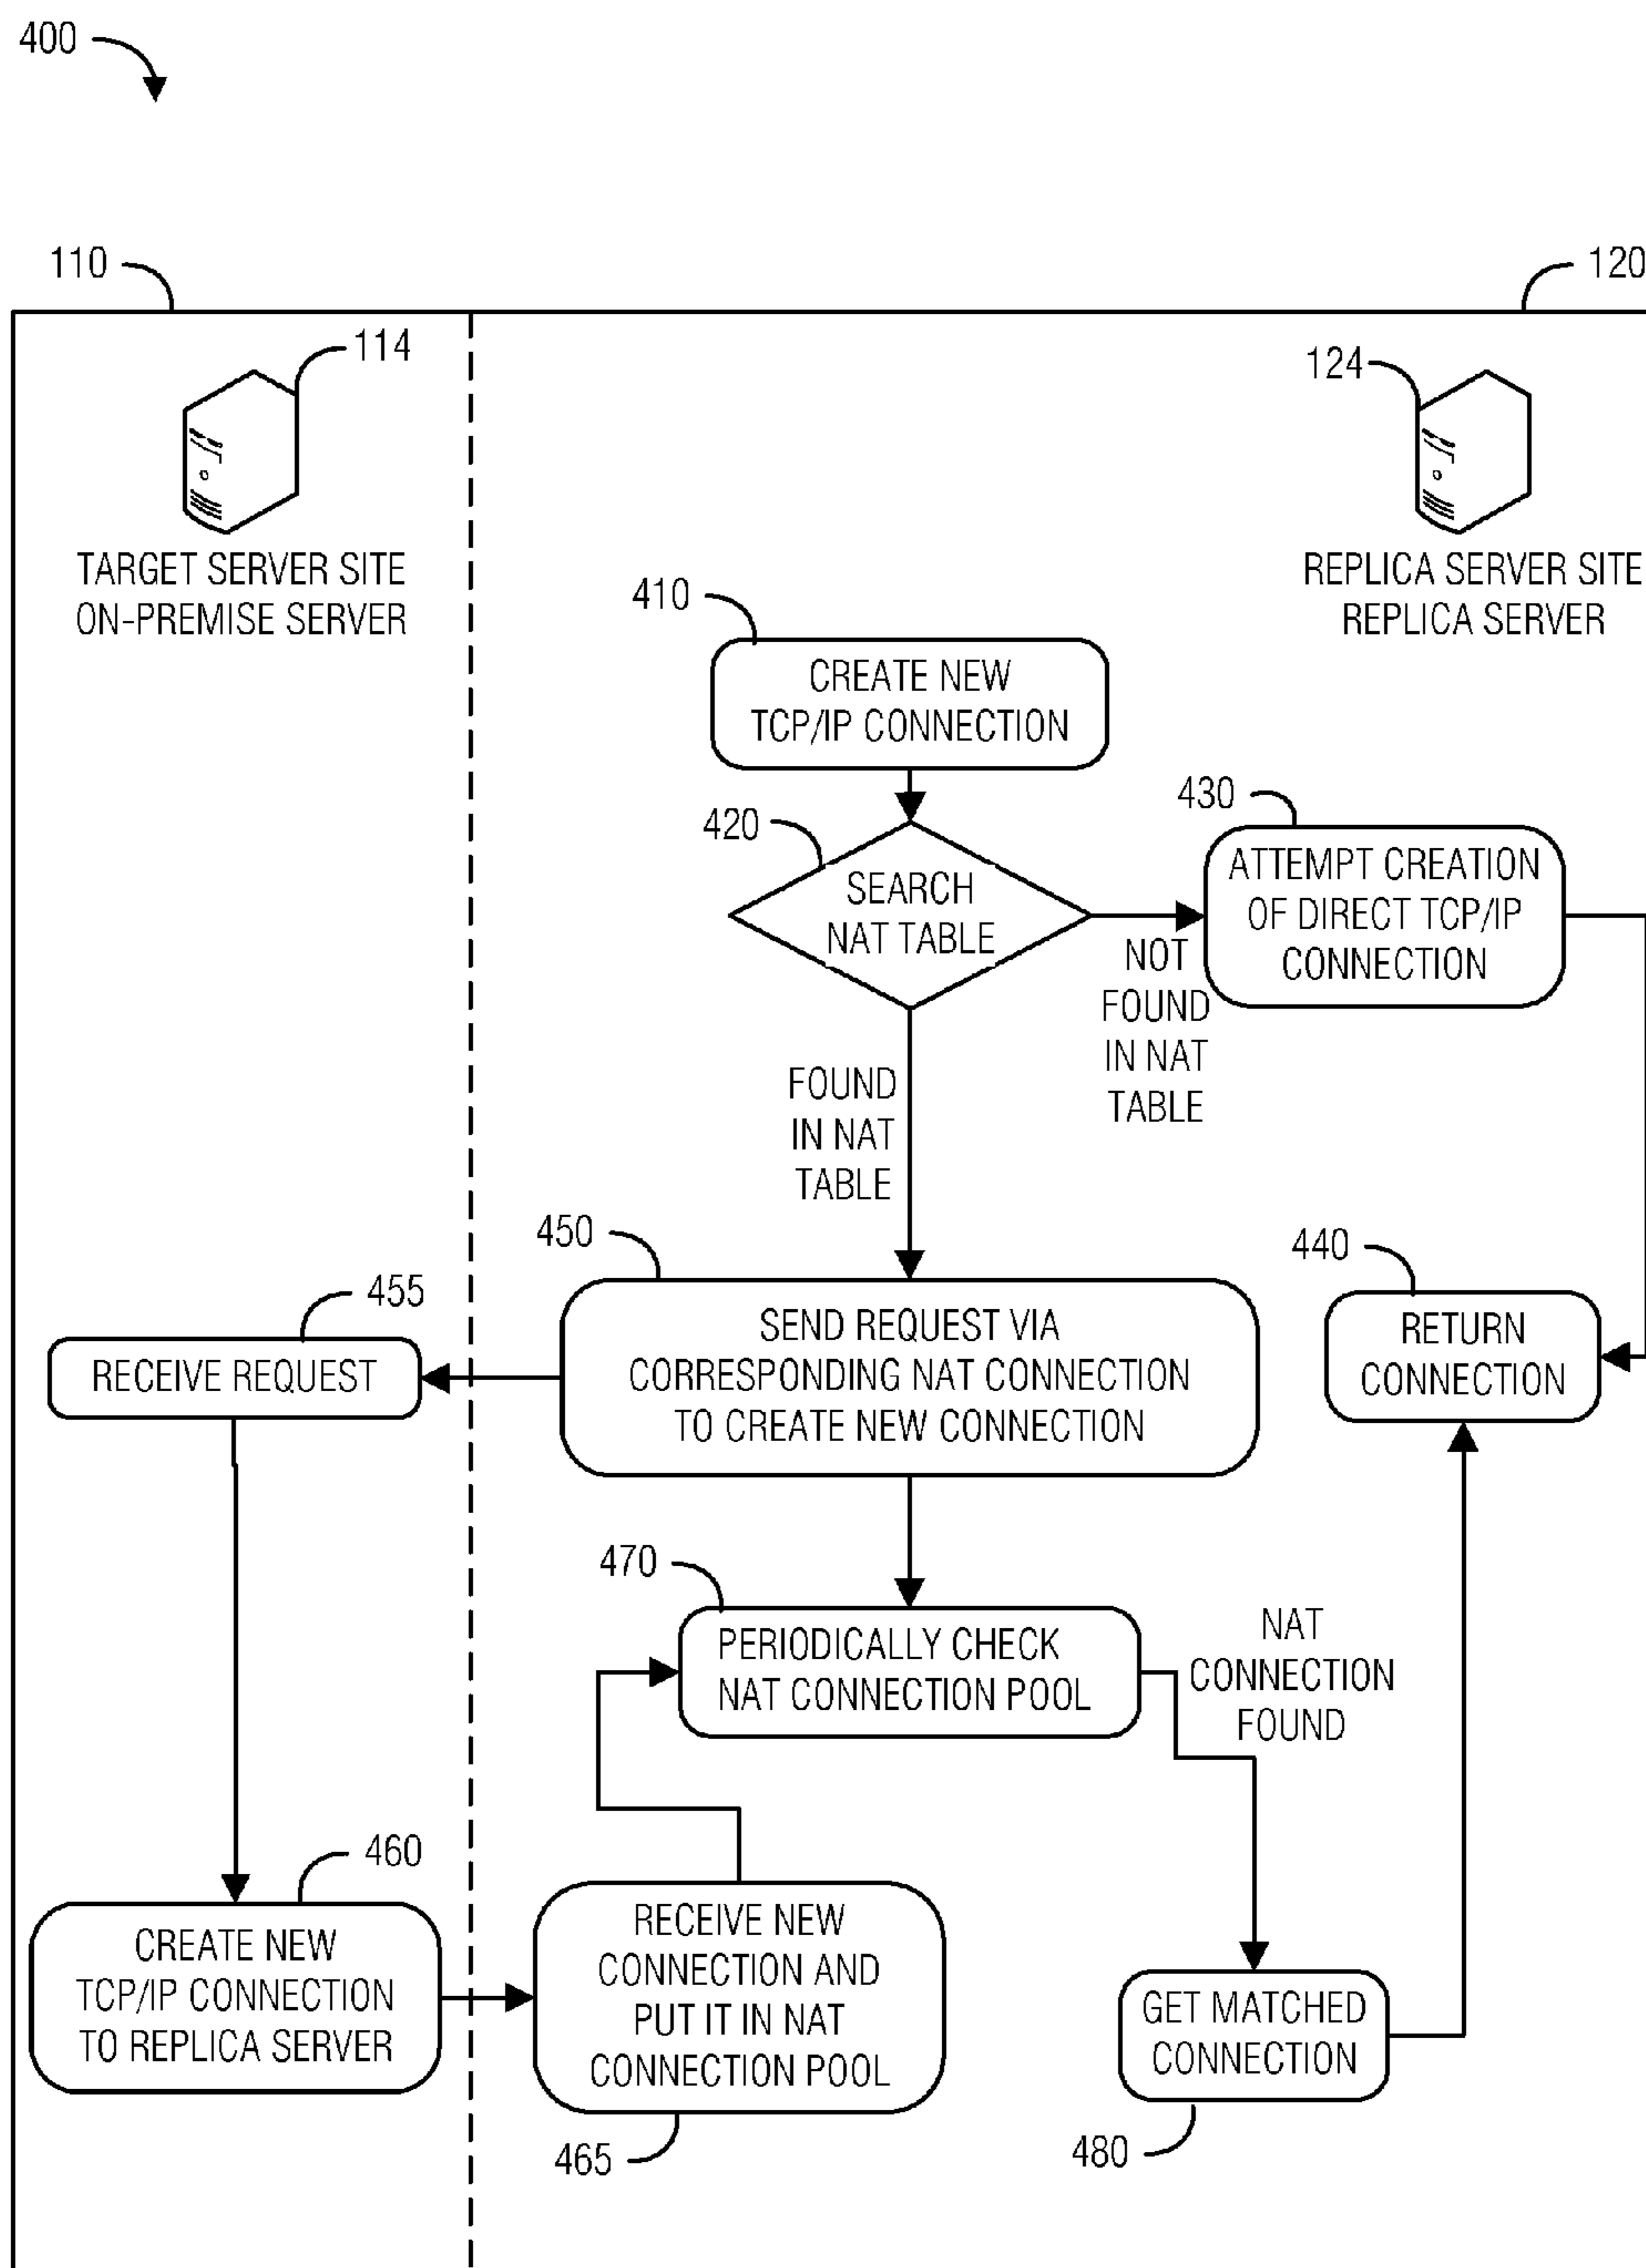 400
110
120
114
124
TARGET SERVER SITE
ON-PREMISE SERVER
REPLICA SERVER SITE
REPLICA SERVER
410
CREATE NEW
TCP/IP CONNECTION
420
SEARCH
NAT TABLE
430
ATTEMPT CREATION
OF DIRECT TCP/IP
CONNECTION
NOT
FOUND
IN NAT
TABLE
FOUND
IN NAT
TABLE
450
SEND REQUEST VIA
CORRESPONDING NAT CONNECTION
TO CREATE NEW CONNECTION
440
RETURN
CONNECTION
455
RECEIVE REQUEST
470
PERIODICALLY CHECK
NAT CONNECTION POOL
NAT
CONNECTION
FOUND
460
CREATE NEW
TCP/IP CONNECTION
TO REPLICA SERVER
RECEIVE NEW
CONNECTION AND
PUT IT IN NAT
CONNECTION POOL
465
GET MATCHED
CONNECTION
480